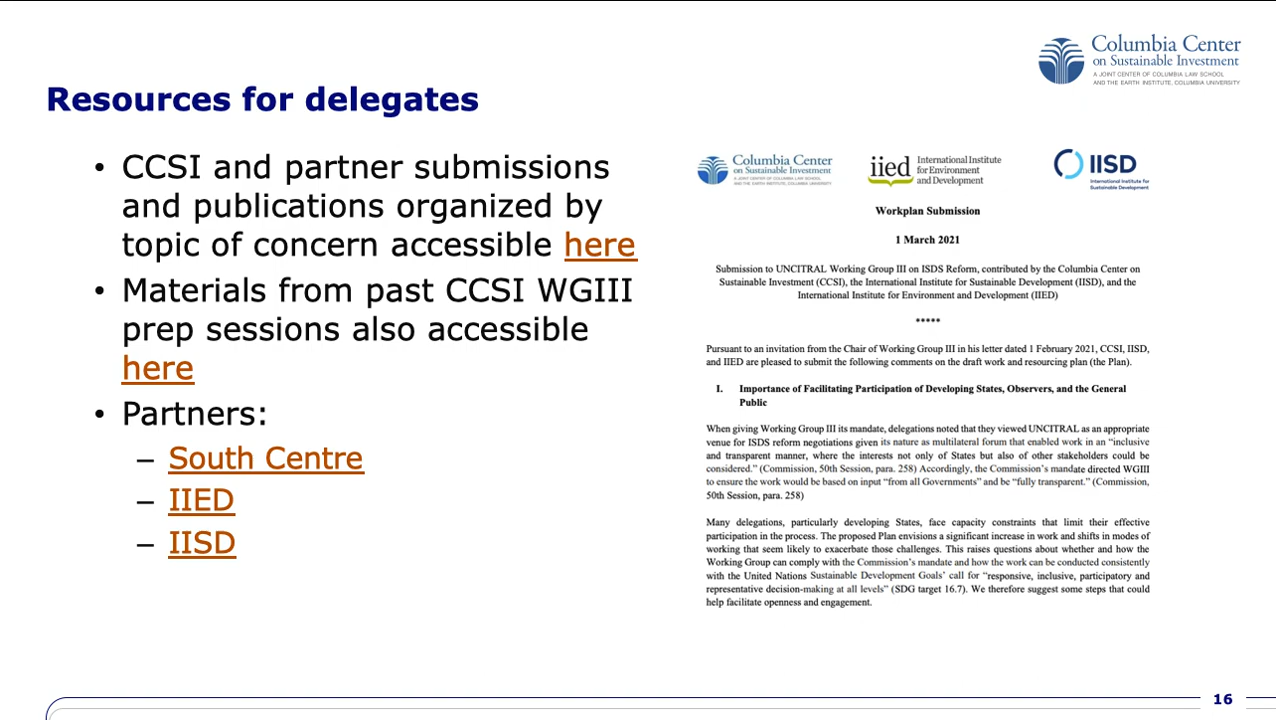 Columbia Center
on Sustainable Investment
A JOINT CENTER OF COLUMBIA LAW SCHOOL
AND THE EARTH INSTITUTE, COLUMBIA UNIVERSITY
Resources for delegates
• CCSI and partner submissions
and publications organized by
topic of concern accessible here
• Materials from past CCSI WGIII
prep sessions also accessible
here
• Partners:
– South Centre
– IIED
– IISD
Columbia Center
on Sustainable Investment
A JOINT CENTER OF COLUMBIA LAW SCHOOL
AND THE EARTH INSTITUTE, COLUMBIA UNIVERSITY
iied
International Institute
for Environment
and Development
IISD
International Institute for
Sustainable Development
Workplan Submission
1 March 2021
Submission to UNCITRAL Working Group III on ISDS Reform, contributed by the Columbia Center on
Sustainable Investment (CCSI), the International Institute for Sustainable Development (IISD), and the
International Institute for Environment and Development (IIED)
*****
Pursuant to an invitation from the Chair of Working Group III in his letter dated 1 February 2021, CCSI, IISD,
and IIED are pleased to submit the following comments on the draft work and resourcing plan (the Plan).
I. Importance of Facilitating Participation of Developing States, Observers, and the General
Public
When giving Working Group III its mandate, delegations noted that they viewed UNCITRAL as an appropriate
venue for ISDS reform negotiations given its nature as multilateral forum that enabled work in an “inclusive
and transparent manner, where the interests not only of States but also of other stakeholders could be
considered.” (Commission, 50th Session, para. 258) Accordingly, the Commission’s mandate directed WGIII
to ensure the work would be based on input “from all Governments” and be “fully transparent.” (Commission,
50th Session, para. 258)
Many delegations, particularly developing States, face capacity constraints that limit their effective
participation in the process. The proposed Plan envisions a significant increase in work and shifts in modes of
working that seem likely to exacerbate those challenges. This raises questions about whether and how the
Working Group can comply with the Commission’s mandate and how the work can be conducted consistently
with the United Nations Sustainable Development Goals’ call for “responsive, inclusive, participatory and
representative decision-making at all levels” (SDG target 16.7). We therefore suggest some steps that could
help facilitate openness and engagement.
16